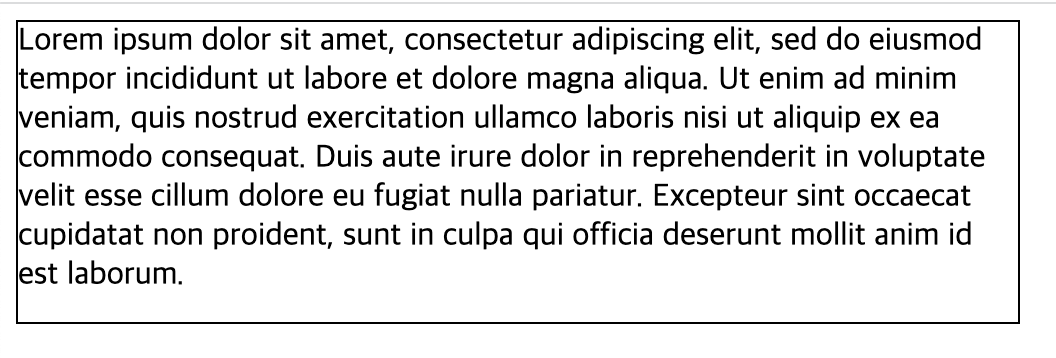 Lorem ipsum dolor sit amet, consectetur adipiscing elit, sed do eiusmod
tempor incididunt ut labore et dolore magna aliqua. Ut enim ad minim
veniam, quis nostrud exercitation ullamco laboris nisi ut aliquip ex ea
commodo consequat. Duis aute irure dolor in reprehenderit in voluptate
velit esse cillum dolore eu fugiat nulla pariatur. Excepteur sint occaecat
cupidatat non proident, sunt in culpa qui officia deserunt mollit anim id
est laborum.